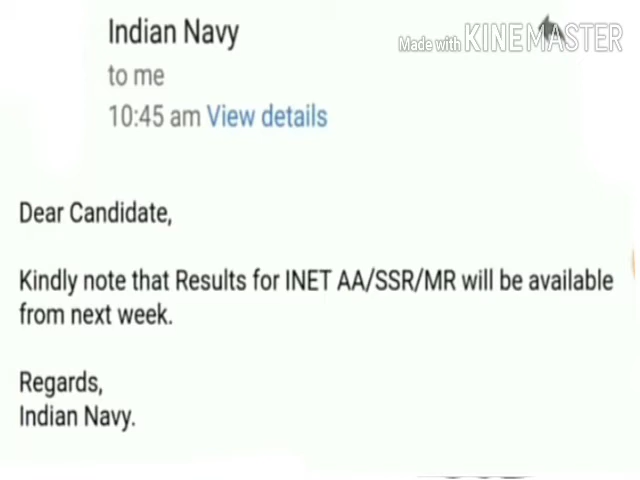 Indian Navy
Made with KINEMASTER
to me
10:45 am View details
Dear Candidate,
Kindly note that Results for INET AA/SSR/MR will be available
from next week.
Regards,
Indian Navy.